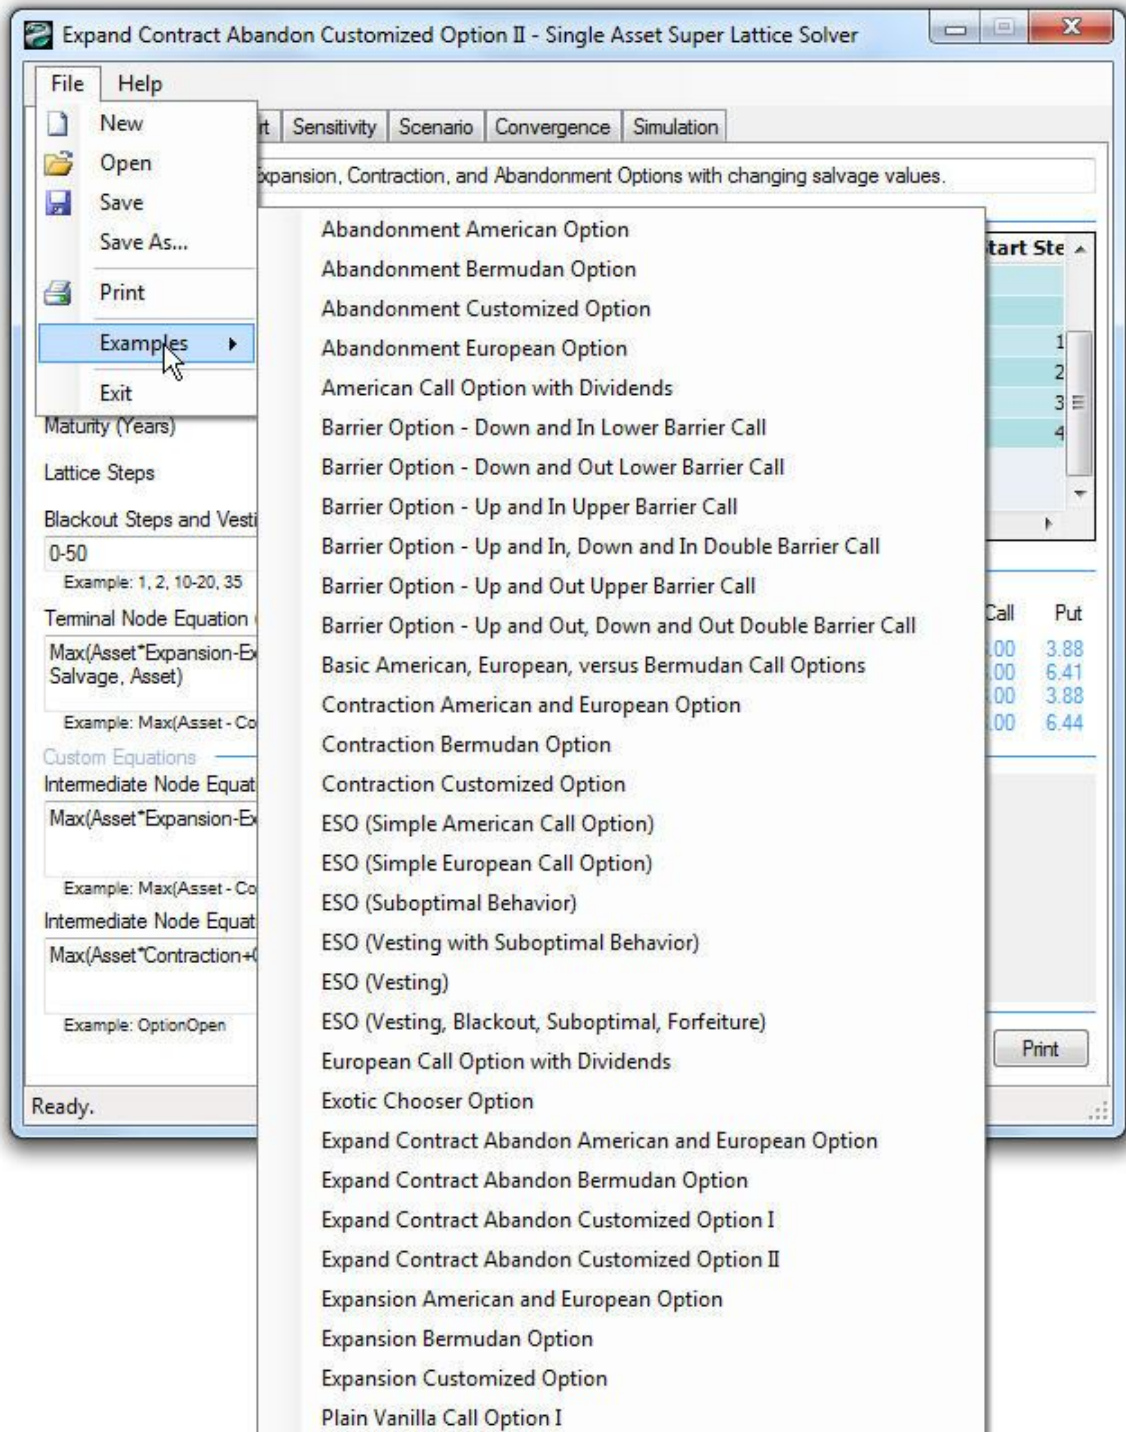 Expand Contract Abandon Customized Option II - Single Asset Super Lattice Solver
File Help
New
Open
Save
Save As...
Print
Examples
Exit
Sensitivity Scenario Convergence Simulation
Expansion, Contraction, and Abandonment Options with changing salvage values.
Maturity (Years)
Lattice Steps
Blackout Steps and Vesti
0-50
Example: 1, 2, 10-20, 35
Terminal Node Equation
Max(Asset*Expansion-Ex
Salvage, Asset)
Example: Max(Asset - Co
Custom Equations
Intermediate Node Equat
Max(Asset*Expansion-Ex
Example: Max(Asset - Co
Intermediate Node Equat
Max(Asset*Contraction+
Example: OptionOpen
Ready.
Abandonment American Option
Abandonment Bermudan Option
Abandonment Customized Option
Abandonment European Option
American Call Option with Dividends
Barrier Option - Down and In Lower Barrier Call
Barrier Option - Down and Out Lower Barrier Call
Barrier Option - Up and In Upper Barrier Call
Barrier Option - Up and In, Down and In Double Barrier Call
Barrier Option - Up and Out Upper Barrier Call
Barrier Option - Up and Out, Down and Out Double Barrier Call
Basic American, European, versus Bermudan Call Options
Contraction American and European Option
Contraction Bermudan Option
Contraction Customized Option
ESO (Simple American Call Option)
ESO (Simple European Call Option)
ESO (Suboptimal Behavior)
ESO (Vesting with Suboptimal Behavior)
ESO (Vesting)
ESO (Vesting, Blackout, Suboptimal, Forfeiture)
European Call Option with Dividends
Exotic Chooser Option
Expand Contract Abandon American and European Option
Expand Contract Abandon Bermudan Option
Expand Contract Abandon Customized Option I
Expand Contract Abandon Customized Option II
Expansion American and European Option
Expansion Bermudan Option
Expansion Customized Option
Plain Vanilla Call Option I
tart Ste
1
2
3
4
Call Put
.00 3.88
.00 6.41
.00 3.88
.00 6.44
Print